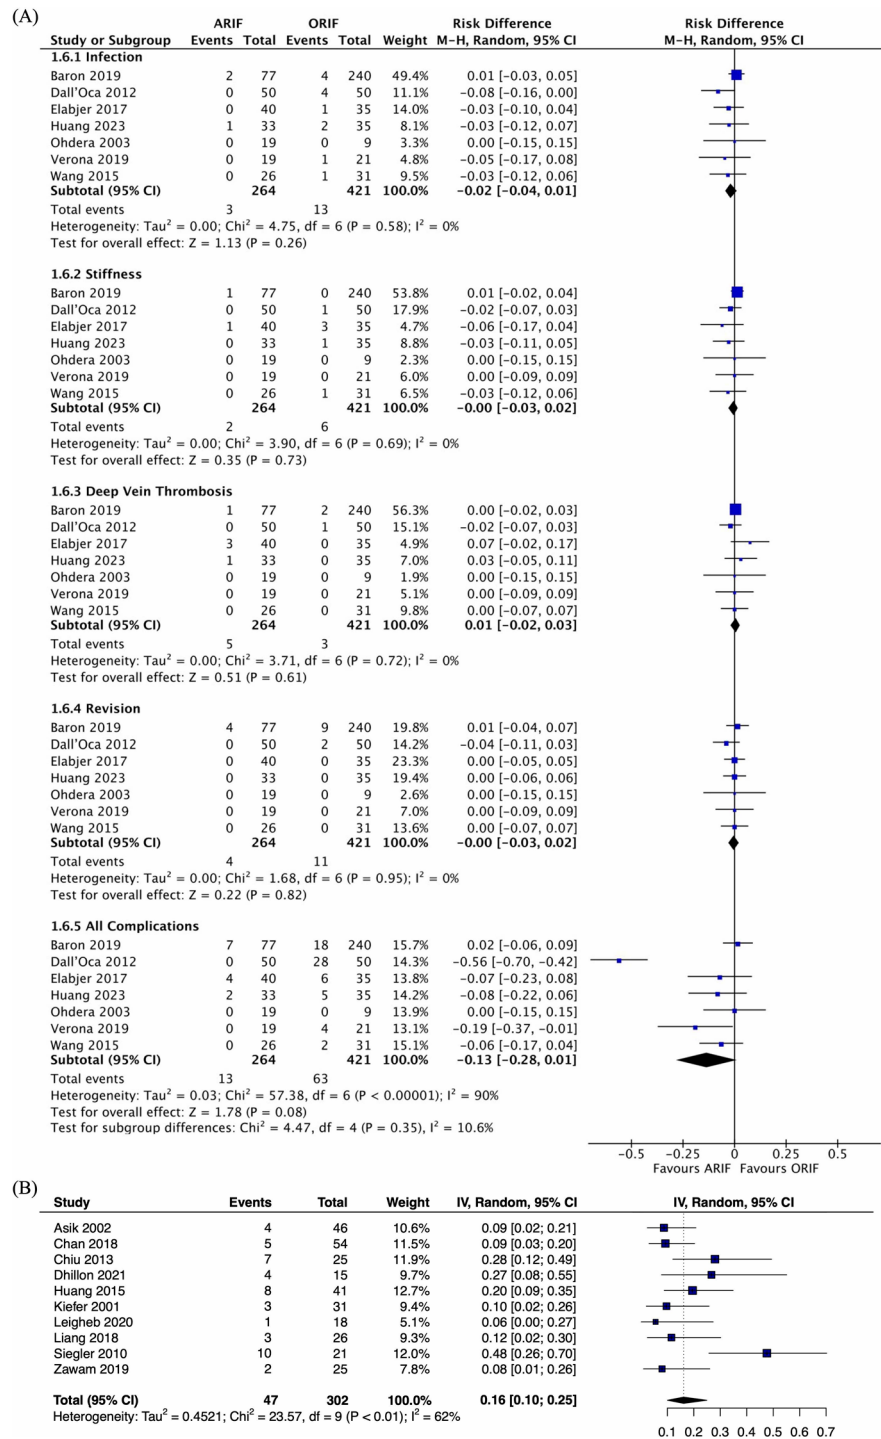 (A)
ARIF ORIF Risk Difference Risk Difference
Study or Subgroup Events Total Events Total Weight M-H, Random, 95% CI M-H, Random, 95% CI
1.6.1 Infection
Baron 2019 2 77 4 240 49.4% 0.01 [-0.03, 0.05]
Dall'Oca 2012 0 50 4 50 11.1% -0.08 [-0.16, 0.00]
Elabjer 2017 0 40 1 35 14.0% -0.03 [-0.10, 0.04]
Huang 2023 1 33 2 35 8.1% -0.03 [-0.12, 0.07]
Ohdera 2003 0 19 0 9 3.3% 0.00 [-0.15, 0.15]
Verona 2019 0 19 1 21 4.8% -0.05 [-0.17, 0.08]
Wang 2015 0 26 1 31 9.5% -0.03 [-0.12, 0.06]
Subtotal (95% CI) 264 421 100.0% -0.02 [-0.04, 0.01]
Total events 3 13
Heterogeneity: Tau² = 0.00; Chi² = 4.75, df = 6 (P = 0.58); I² = 0%
Test for overall effect: Z = 1.13 (P = 0.26)
1.6.2 Stiffness
Baron 2019 1 77 0 240 53.8% 0.01 [-0.02, 0.04]
Dall'Oca 2012 0 50 1 50 17.9% -0.02 [-0.07, 0.03]
Elabjer 2017 1 40 3 35 4.7% -0.06 [-0.17, 0.04]
Huang 2023 0 33 1 35 8.8% -0.03 [-0.11, 0.05]
Ohdera 2003 0 19 0 9 2.3% 0.00 [-0.15, 0.15]
Verona 2019 0 19 0 21 6.0% 0.00 [-0.09, 0.09]
Wang 2015 0 26 1 31 6.5% -0.03 [-0.12, 0.06]
Subtotal (95% CI) 264 421 100.0% -0.00 [-0.03, 0.02]
Total events 2 6
Heterogeneity: Tau² = 0.00; Chi² = 3.90, df = 6 (P = 0.69); I² = 0%
Test for overall effect: Z = 0.35 (P = 0.73)
1.6.3 Deep Vein Thrombosis
Baron 2019 1 77 2 240 56.3% 0.00 [-0.02, 0.03]
Dall'Oca 2012 0 50 1 50 15.1% -0.02 [-0.07, 0.03]
Elabjer 2017 3 40 0 35 4.9% 0.07 [-0.02, 0.17]
Huang 2023 1 33 0 35 7.0% 0.03 [-0.05, 0.11]
Ohdera 2003 0 19 0 9 1.9% 0.00 [-0.15, 0.15]
Verona 2019 0 19 0 21 5.1% 0.00 [-0.09, 0.09]
Wang 2015 0 26 0 31 9.8% 0.00 [-0.07, 0.07]
Subtotal (95% CI) 264 421 100.0% 0.01 [-0.02, 0.03]
Total events 5 3
Heterogeneity: Tau² = 0.00; Chi² = 3.71, df = 6 (P = 0.72); I² = 0%
Test for overall effect: Z = 0.51 (P = 0.61)
1.6.4 Revision
Baron 2019 4 77 9 240 19.8% 0.01 [-0.04, 0.07]
Dall'Oca 2012 0 50 2 50 14.2% -0.04 [-0.11, 0.03]
Elabjer 2017 0 40 0 35 23.3% 0.00 [-0.05, 0.05]
Huang 2023 0 33 0 35 19.4% 0.00 [-0.06, 0.06]
Ohdera 2003 0 19 0 9 2.6% 0.00 [-0.15, 0.15]
Verona 2019 0 19 0 21 7.0% 0.00 [-0.09, 0.09]
Wang 2015 0 26 0 31 13.6% 0.00 [-0.07, 0.07]
Subtotal (95% CI) 264 421 100.0% -0.00 [-0.03, 0.02]
Total events 4 11
Heterogeneity: Tau² = 0.00; Chi² = 1.68, df = 6 (P = 0.95); I² = 0%
Test for overall effect: Z = 0.22 (P = 0.82)
1.6.5 All Complications
Baron 2019 7 77 18 240 15.7% 0.02 [-0.06, 0.09]
Dall'Oca 2012 0 50 28 50 14.3% -0.56 [-0.70, -0.42]
Elabjer 2017 4 40 6 35 13.8% -0.07 [-0.23, 0.08]
Huang 2023 2 33 5 35 14.2% -0.08 [-0.22, 0.06]
Ohdera 2003 0 19 0 9 13.9% 0.00 [-0.15, 0.15]
Verona 2019 0 19 4 21 13.1% -0.19 [-0.37, -0.01]
Wang 2015 0 26 2 31 15.1% -0.06 [-0.17, 0.04]
Subtotal (95% CI) 264 421 100.0% -0.13 [-0.28, 0.01]
Total events 13 63
Heterogeneity: Tau² = 0.03; Chi² = 57.38, df = 6 (P < 0.00001); I² = 90%
Test for overall effect: Z = 1.78 (P = 0.08)
Test for subgroup differences: Chi² = 4.47, df = 4 (P = 0.35), I² = 10.6%
-0.5 -0.25 0 0.25 0.5
Favours ARIF Favours ORIF
(B)
Study Events Total Weight IV, Random, 95% CI IV, Random, 95% CI
Asik 2002 4 46 10.6% 0.09 [0.02; 0.21]
Chan 2018 5 54 11.5% 0.09 [0.03; 0.20]
Chiu 2013 7 25 11.9% 0.28 [0.12; 0.49]
Dhillon 2021 4 15 9.7% 0.27 [0.08; 0.55]
Huang 2015 8 41 12.7% 0.20 [0.09; 0.35]
Kiefer 2001 3 31 9.4% 0.10 [0.02; 0.26]
Leigheb 2020 1 18 5.1% 0.06 [0.00; 0.27]
Liang 2018 3 26 9.3% 0.12 [0.02; 0.30]
Siegler 2010 10 21 12.0% 0.48 [0.26; 0.70]
Zawam 2019 2 25 7.8% 0.08 [0.01; 0.26]
Total (95% CI) 47 302 100.0% 0.16 [0.10; 0.25]
Heterogeneity: Tau² = 0.4521; Chi² = 23.57, df = 9 (P < 0.01); I² = 62%
0.1 0.2 0.3 0.4 0.5 0.6 0.7